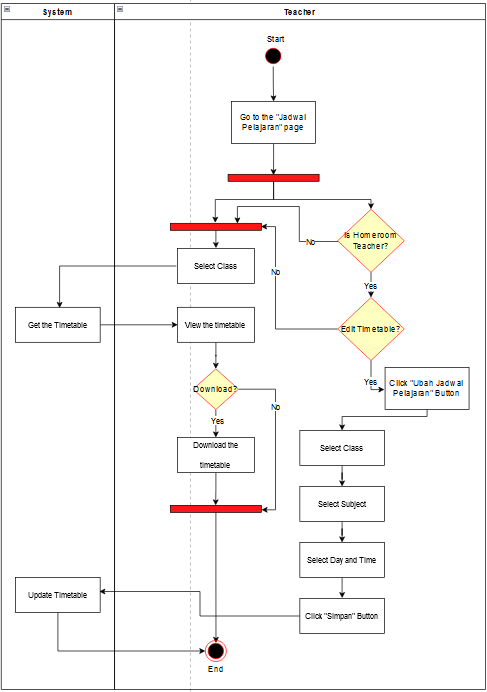 System
Teacher
Start
Go to the "Jadwal
Pelajaran" page
Is Homeroom
Teacher?
No
Select Class
No
Yes
Get the Timetable
View the timetable
Edit Timetable?
Yes
Click "Ubah Jadwal
Pelajaran" Button
Download?
No
Yes
Download the
timetable
Select Class
Select Subject
Select Day and Time
Update Timetable
Click "Simpan" Button
End